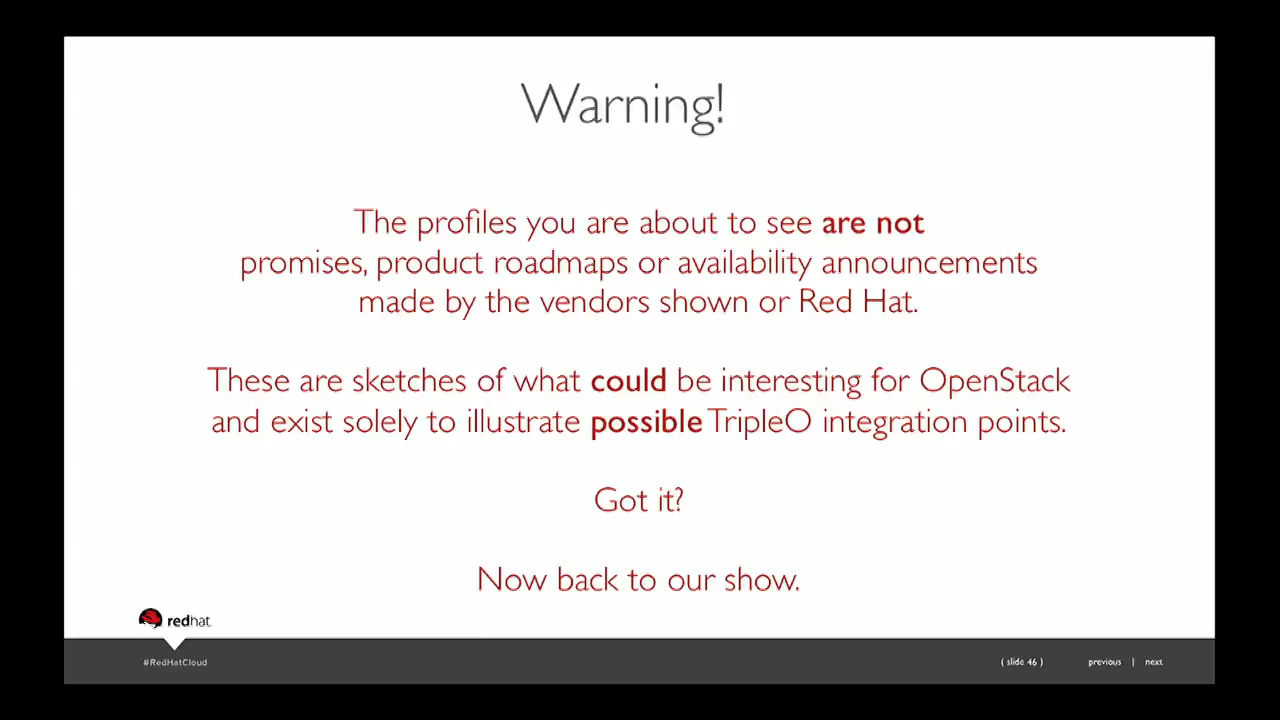 Warning!
The profiles you are about to see are not
promises, product roadmaps or availability announcements
made by the vendors shown or Red Hat.
These are sketches of what could be interesting for OpenStack
and exist solely to illustrate possible TripleO integration points.
Got it?
Now back to our show.
redhat.
#RedHatCloud
( slide 46 )
previous | next